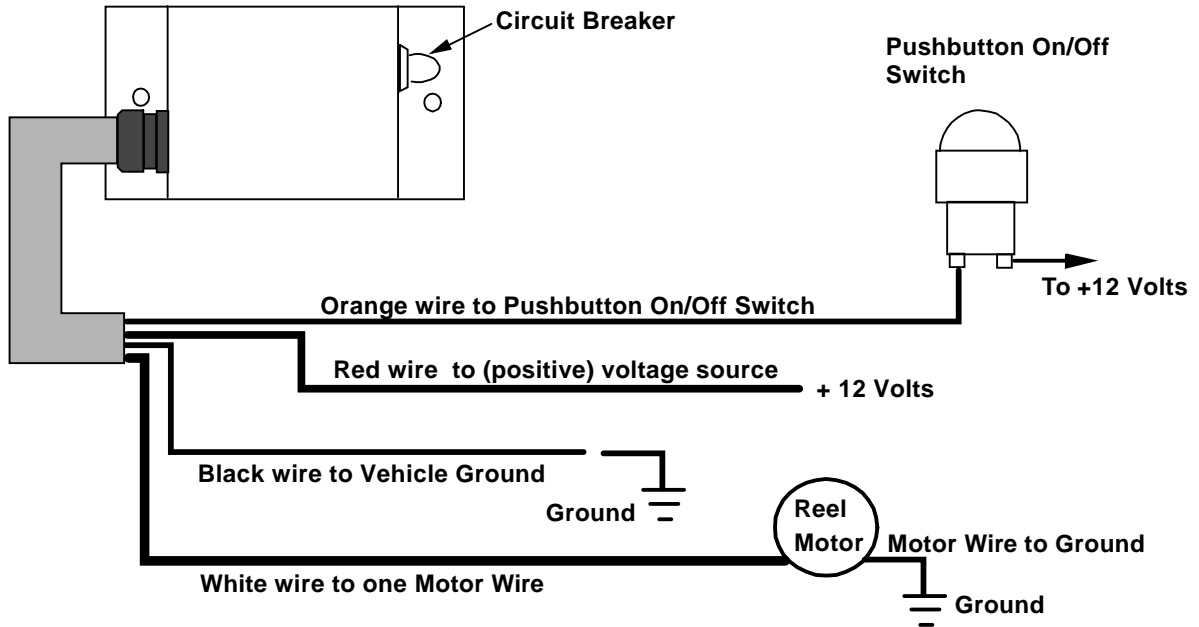 Circuit Breaker
Pushbutton On/Off
Switch
To +12 Volts
Orange wire to Pushbutton On/Off Switch
Red wire  to (positive) voltage source
+ 12 Volts
Black wire to Vehicle Ground
Ground
Reel
Motor
Motor Wire to Ground
White wire to one Motor Wire
Ground